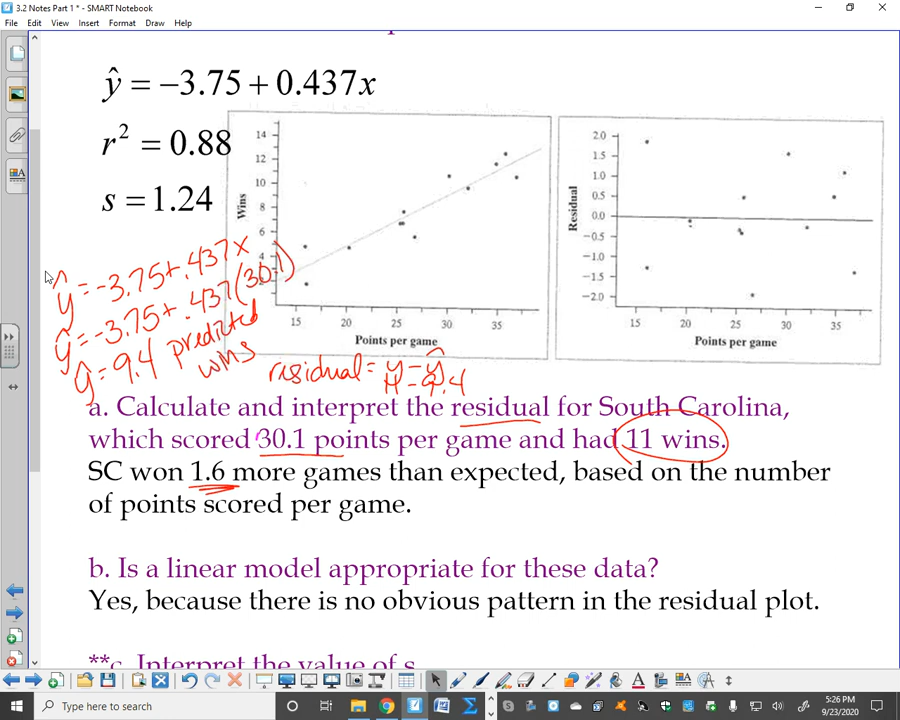 3.2 Notes Part 1 * - SMART Notebook
File Edit View Insert Format Draw Help
ŷ = −3.75 + 0.437x
r² = 0.88
s = 1.24
14
12
10
8
6
4
Wins
15 20 25 30 35
Points per game
2.0
1.5
1.0
0.5
0.0
−0.5
−1.0
−1.5
−2.0
Residual
15 20 25 30 35
Points per game
ŷ = -3.75 + .437x
ŷ = -3.75 + .437(30.1)
ŷ = 9.4 predicted
wins
residual = y - ŷ
11 - 9.4
a. Calculate and interpret the residual for South Carolina,
which scored 30.1 points per game and had 11 wins.
SC won 1.6 more games than expected, based on the number
of points scored per game.
b. Is a linear model appropriate for these data?
Yes, because there is no obvious pattern in the residual plot.
**c. Interpret the value of s
Type here to search
5:26 PM
9/23/2020